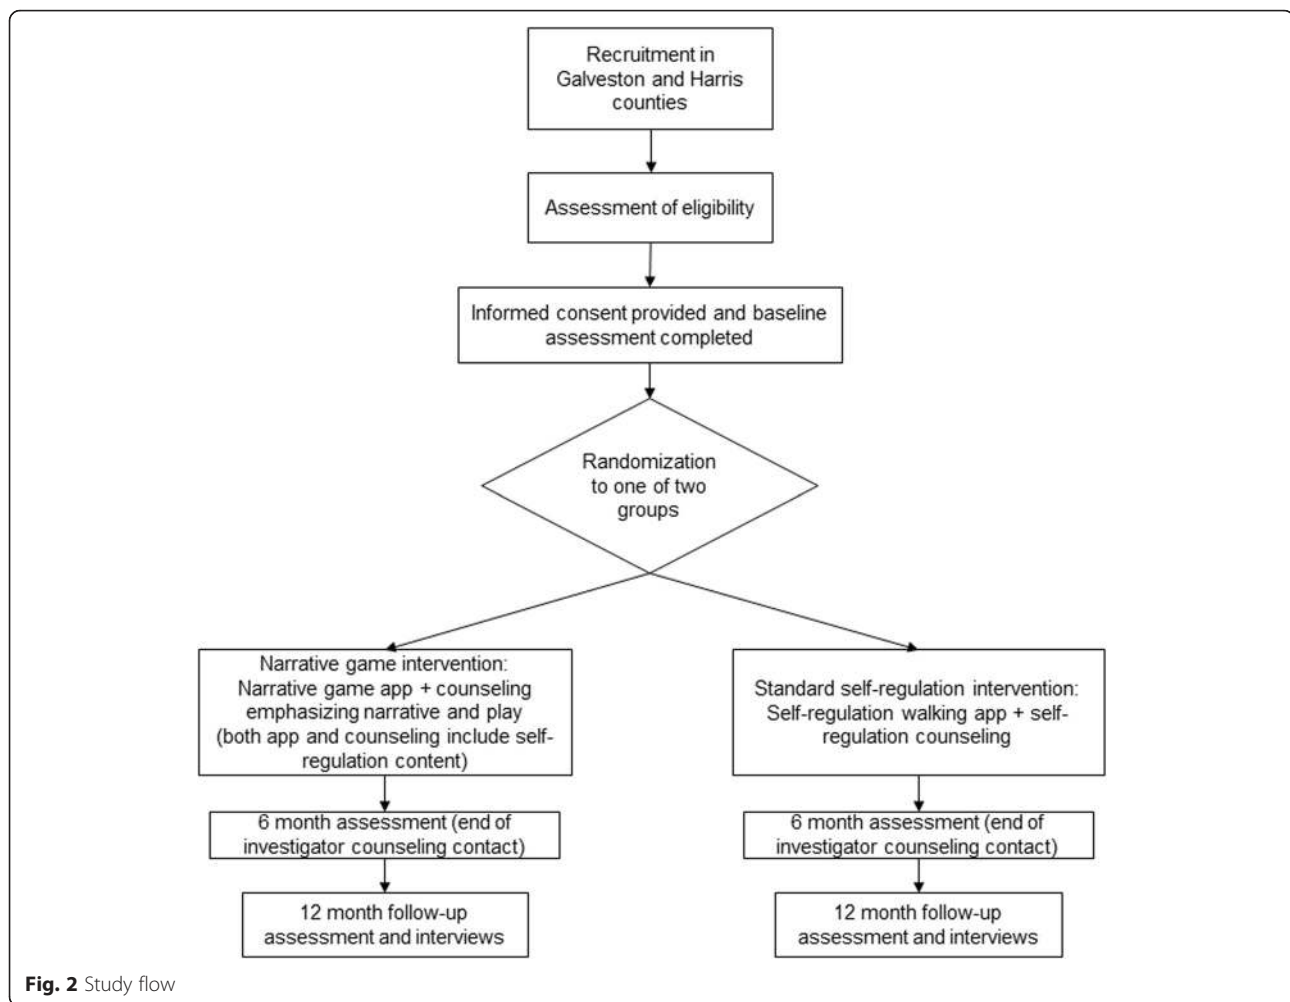 Recruitment in
Galveston and Harris
counties
Assessment of eligibility
Informed consent provided and baseline
assessment completed
Randomization
to one of two
groups
Narrative game intervention:
Narrative game app + counseling
emphasizing narrative and play
(both app and counseling include self-
regulation content)
Standard self-regulation intervention:
Self-regulation walking app + self-
regulation counseling
6 month assessment (end of
investigator counseling contact)
6 month assessment (end of
investigator counseling contact)
12 month follow-up
assessment and interviews
12 month follow-up
assessment and interviews
Fig. 2 Study flow